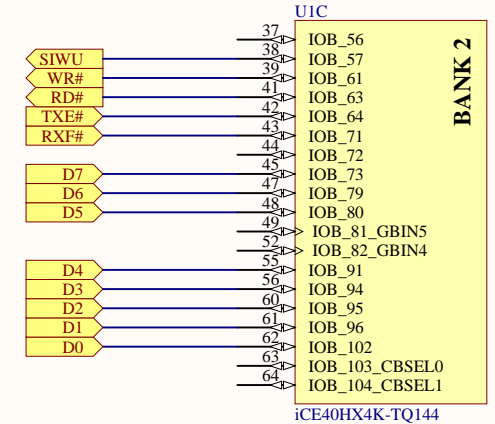 U1C
37 IOB_56
SIWU 38 IOB_57
WR# 39 IOB_61
RD# 41 IOB_63
TXE# 42 IOB_64
RXF# 43 IOB_71
44 IOB_72
D7 45 IOB_73
D6 47 IOB_79
D5 48 IOB_80
49 IOB_81_GBIN5
52 IOB_82_GBIN4
D4 55 IOB_91
D3 56 IOB_94
D2 60 IOB_95
D1 61 IOB_96
D0 62 IOB_102
63 IOB_103_CBSEL0
64 IOB_104_CBSEL1
BANK 2
iCE40HX4K-TQ144